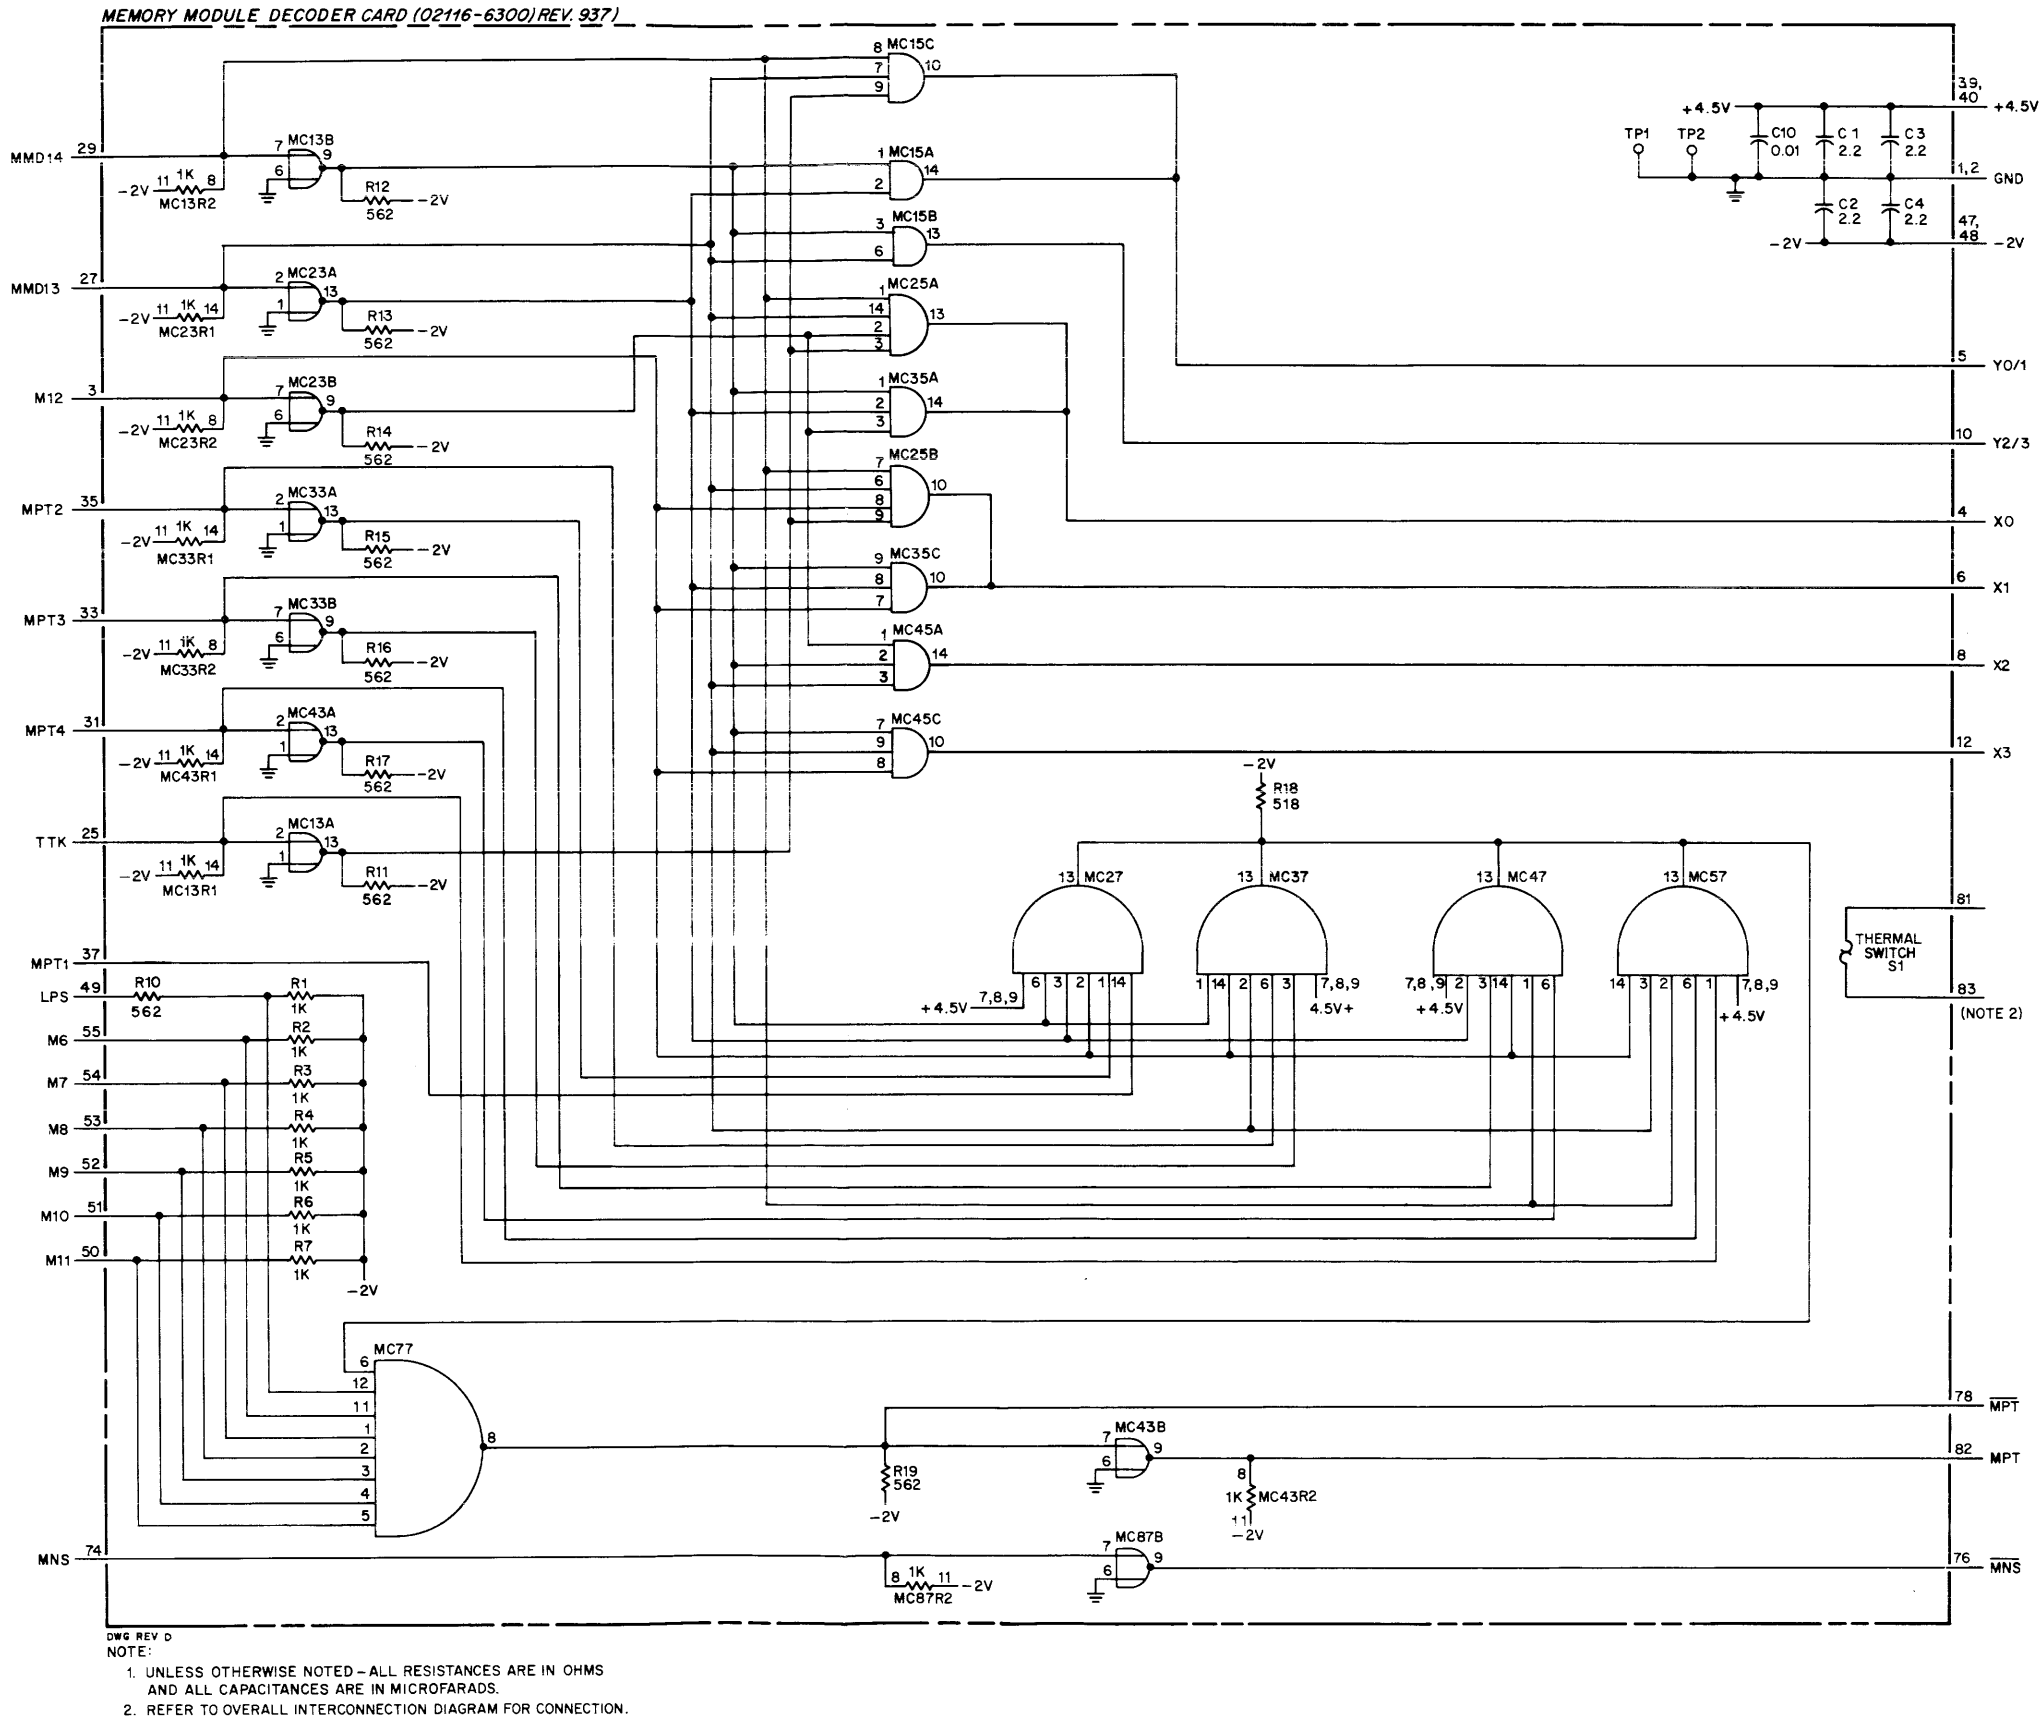 MEMORY MODULE DECODER CARD (02116-6300) REV. 937)
MMD14 29
-2V 11 1K 8
MC13R2
MC13B
7 9
6
R12
562
-2V
MMD13 27
-2V 11 1K 14
MC23R1
MC23A
2 13
1
R13
562
-2V
M12 3
-2V 11 1K 8
MC23R2
MC23B
7 9
6
R14
562
-2V
MPT2 35
-2V 11 1K 14
MC33R1
MC33A
2 13
1
R15
562
-2V
MPT3 33
-2V 11 1K 8
MC33R2
MC33B
7 9
6
R16
562
-2V
MPT4 31
-2V 11 1K 14
MC43R1
MC43A
2 13
1
R17
562
-2V
TTK 25
-2V 11 1K 14
MC13R1
MC13A
2 13
1
R11
562
-2V
8 MC15C
7 10
9
MC15A
1 14
2
MC15B
3 13
6
MC25A
1
14 13
2
3
MC35A
1
2 14
3
MC25B
7
6 10
8
9
MC35C
9
8 10
7
MC45A
1
2 14
3
MC45C
7
9 10
8
39,
40 +4.5V
+4.5V
TP1 TP2
C10
0.01
C1
2.2
C3
2.2
1,2 GND
C2
2.2
C4
2.2
47,
48 -2V
-2V
5 Y0/1
10 Y2/3
4 X0
6 X1
8 X2
12 X3
-2V
R18
518
13 MC27
13 MC37
13 MC47
13 MC57
+4.5V 7,8,9 6 3 2 1 14
1 14 2 6 3 7,8,9
4.5V+
7,8,9 2 3 14 1 6
+4.5V
14 3 2 6 1 7,8,9
+4.5V
81
THERMAL
SWITCH
S1
83
(NOTE 2)
MPT1 37
LPS 49
R10
562
R1
1K
M6 55
R2
1K
M7 54
R3
1K
M8 53
R4
1K
M9 52
R5
1K
M10 51
R6
1K
M11 50
R7
1K
-2V
MC77
6
12
11
1
2
3
4
5
8
R19
562
-2V
78 MPT
MC43B
7 9
6
82 MPT
8
1K MC43R2
11
-2V
MNS 74
8 1K 11 -2V
MC87R2
MC87B
7 9
6
76 MNS
DWG REV D
NOTE:
1. UNLESS OTHERWISE NOTED - ALL RESISTANCES ARE IN OHMS
AND ALL CAPACITANCES ARE IN MICROFARADS.
2. REFER TO OVERALL INTERCONNECTION DIAGRAM FOR CONNECTION.